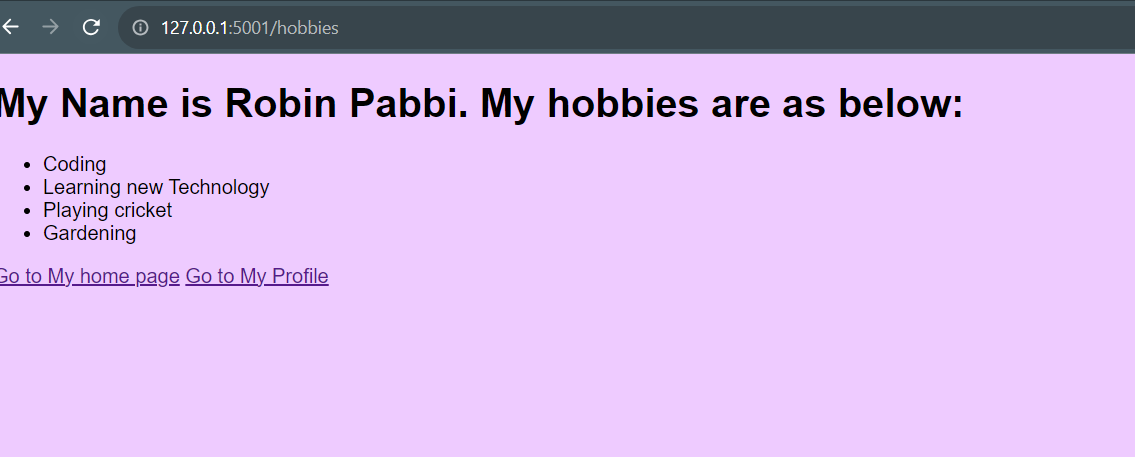 127.0.0.1:5001/hobbies
My Name is Robin Pabbi. My hobbies are as below:
• Coding
• Learning new Technology
• Playing cricket
• Gardening
Go to My home page Go to My Profile